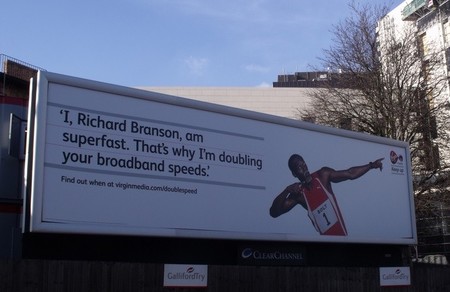 'I, Richard Branson, am
superfast. That's why I'm doubling
your broadband speeds.'
Find out when at virginmedia.com/doublespeed
1
CLEARCHANNEL
GallifordTry
GallifordTry